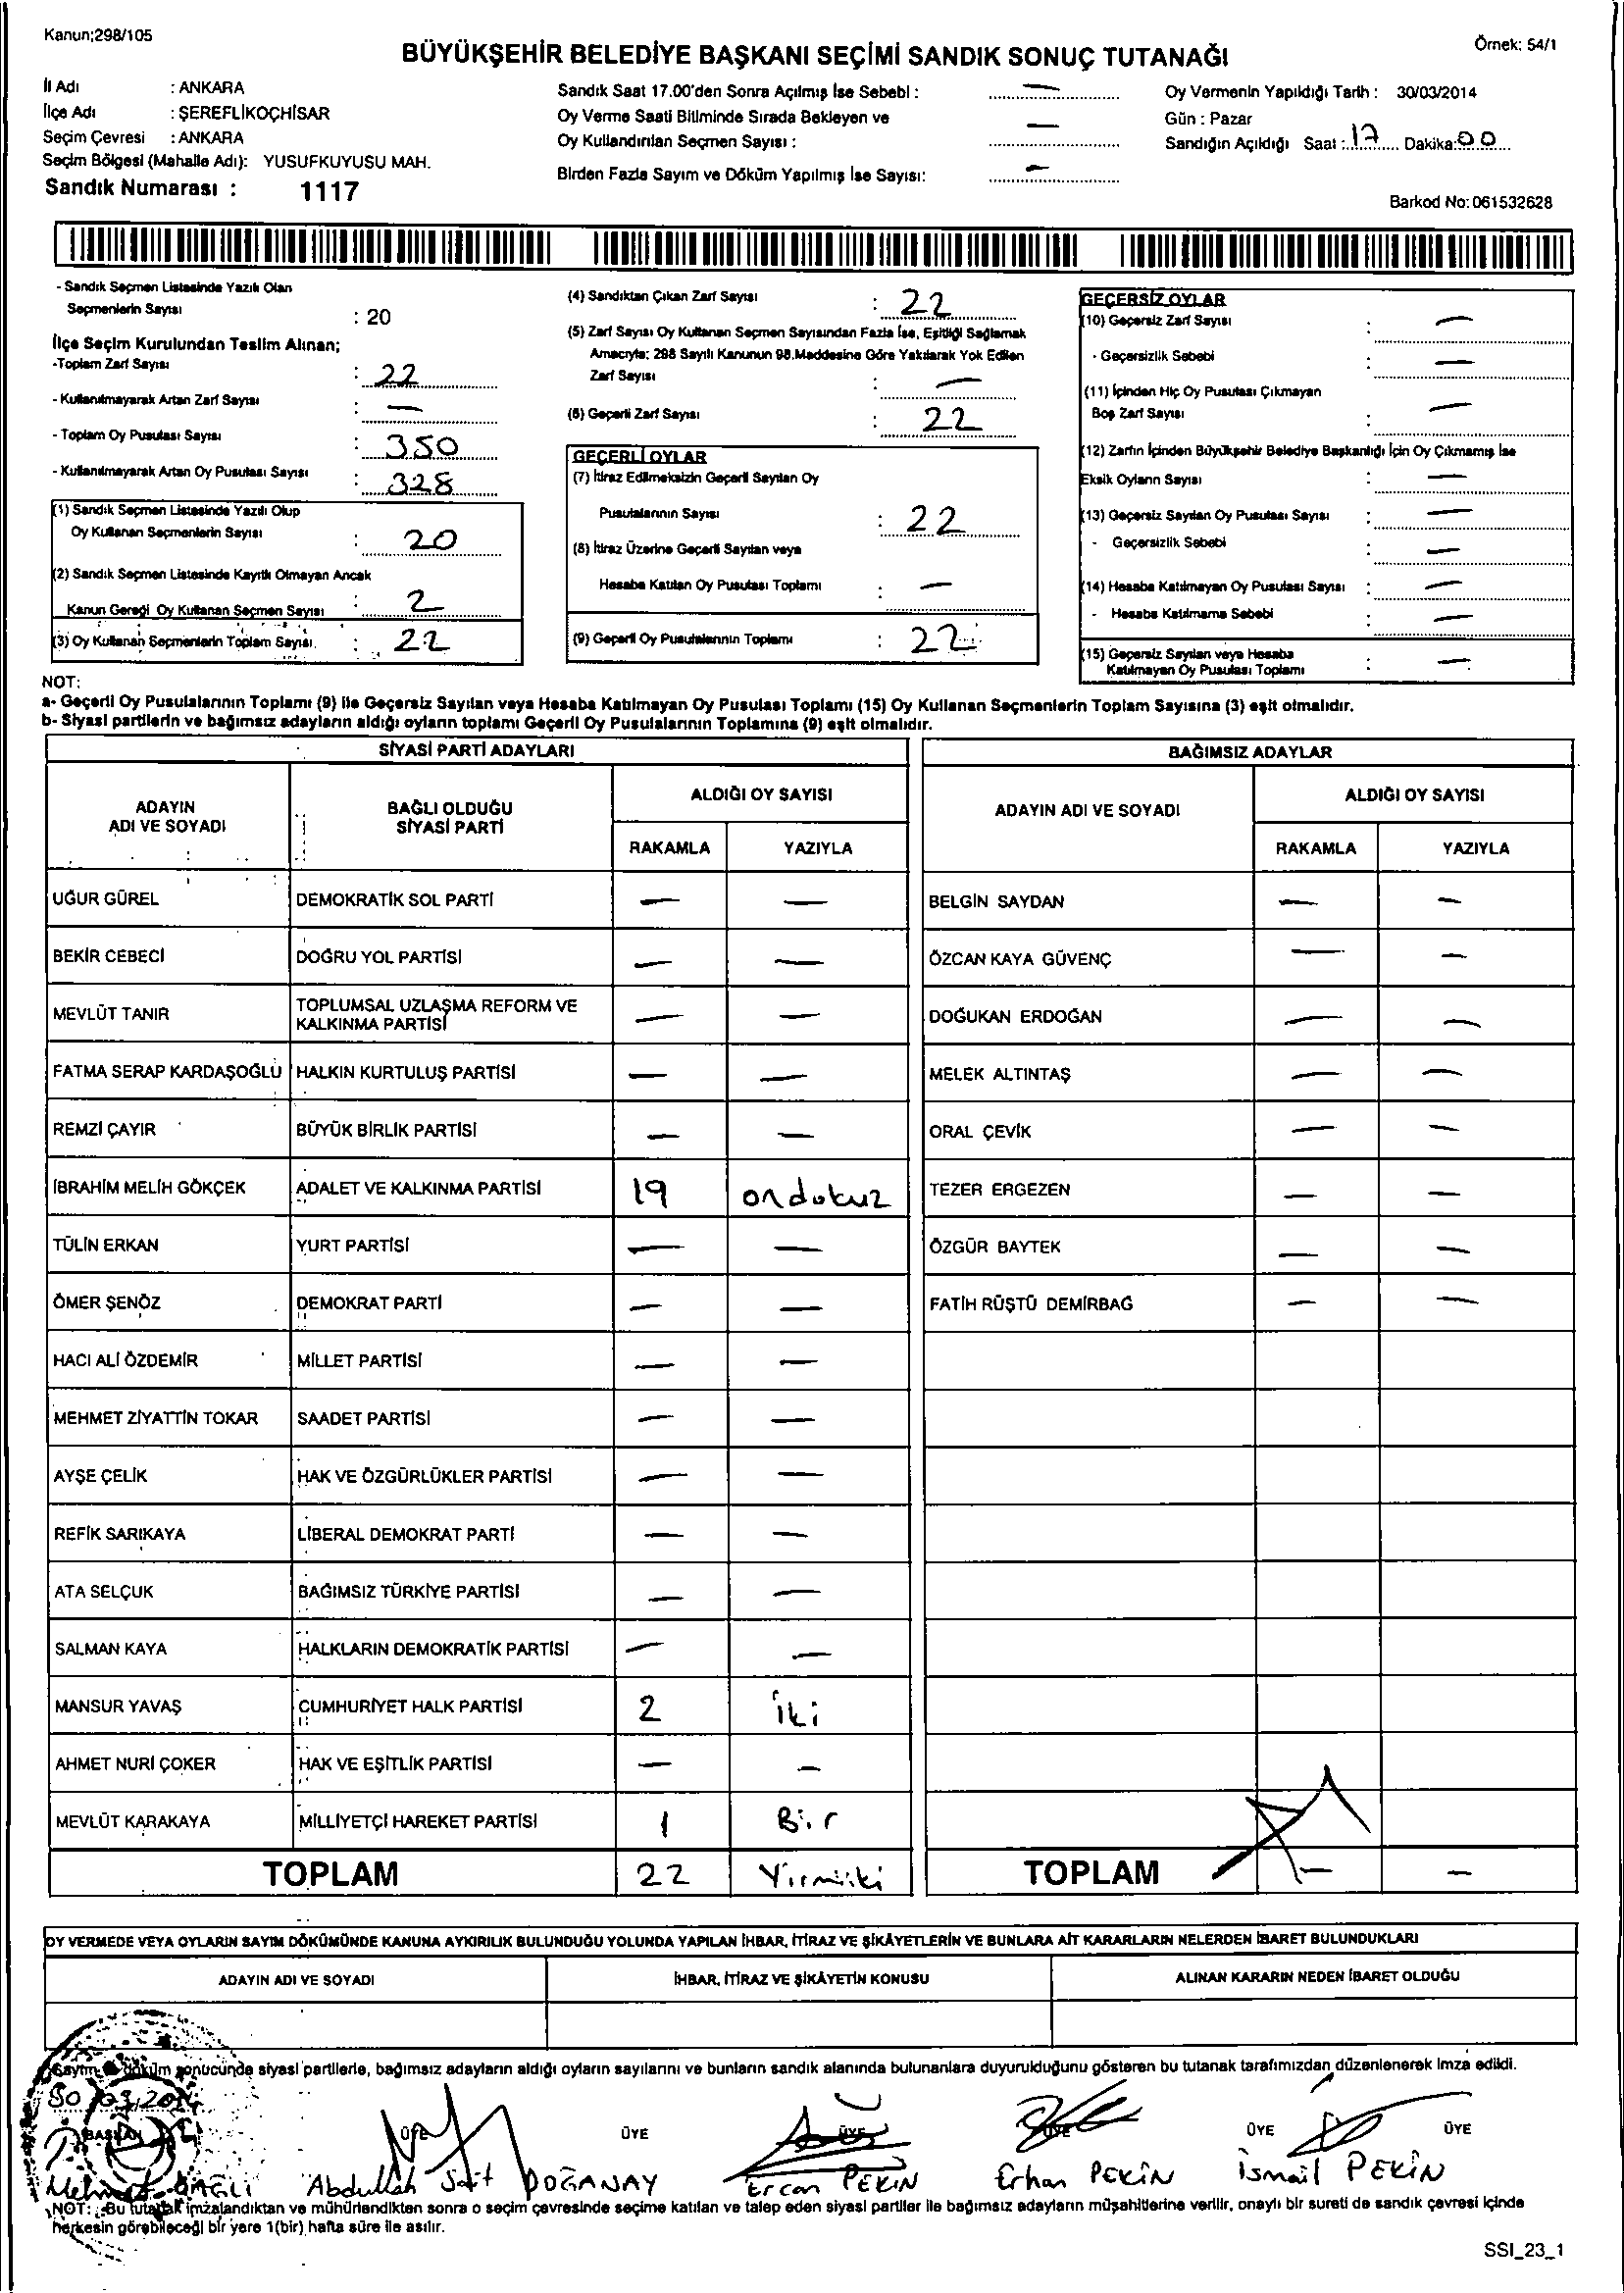 Kanun;298/105
Örnek: 54/1
BÜYÜKŞEHİR BELEDİYE BAŞKANI SEÇİMİ SANDIK SONUÇ TUTANAĞI
İl Adı : ANKARA
İlçe Adı : ŞEREFLİKOÇHİSAR
Seçim Çevresi : ANKARA
Seçim Bölgesi (Mahalle Adı): YUSUFKUYUSU MAH.
Sandık Numarası : 1117
Sandık Saat 17.00'den Sonra Açılmış İse Sebebi : —
Oy Verme Saati Bitiminde Sırada Bekleyen ve
Oy Kullandırılan Seçmen Sayısı : —
Birden Fazla Sayım ve Döküm Yapılmış İse Sayısı: —
Oy Vermenin Yapıldığı Tarih : 30/03/2014
Gün : Pazar
Sandığın Açıldığı Saat : 17 Dakika: 00
Barkod No: 061532628
- Sandık Seçmen Listesinde Yazılı Olan
Seçmenlerin Sayısı : 20
İlçe Seçim Kurulundan Teslim Alınan;
-Toplam Zarf Sayısı : 22
- Kullanılmayarak Artan Zarf Sayısı : —
- Toplam Oy Pusulası Sayısı : 350
- Kullanılmayarak Artan Oy Pusulası Sayısı : 328
(1) Sandık Seçmen Listesinde Yazılı Olup
Oy Kullanan Seçmenlerin Sayısı : 20
(2) Sandık Seçmen Listesinde Kayıtlı Olmayan Ancak
Kanun Gereği Oy Kullanan Seçmen Sayısı : 2
(3) Oy Kullanan Seçmenlerin Toplam Sayısı : 22
(4) Sandıktan Çıkan Zarf Sayısı : 22
(5) Zarf Sayısı Oy Kullanan Seçmen Sayısından Fazla İse, Eşitliği Sağlamak
Amacıyla; 298 Sayılı Kanunun 98.Maddesine Göre Yakılarak Yok Edilen
Zarf Sayısı : —
(6) Geçerli Zarf Sayısı : 22
GEÇERLİ OYLAR
(7) İtiraz Edilmeksizin Geçerli Sayılan Oy
Pusulalarının Sayısı : 22
(8) İtiraz Üzerine Geçerli Sayılan veya
Hesaba Katılan Oy Pusulası Toplamı : —
(9) Geçerli Oy Pusulalarının Toplamı : 22
GEÇERSİZ OYLAR
(10) Geçersiz Zarf Sayısı : —
- Geçersizlik Sebebi : —
(11) İçinden Hiç Oy Pusulası Çıkmayan
Boş Zarf Sayısı : —
(12) Zarfın İçinden Büyükşehir Belediye Başkanlığı İçin Oy Çıkmamış İse
Eksik Oyların Sayısı : —
(13) Geçersiz Sayılan Oy Pusulası Sayısı : —
- Geçersizlik Sebebi : —
(14) Hesaba Katılmayan Oy Pusulası Sayısı : —
- Hesaba Katılmama Sebebi : —
(15) Geçersiz Sayılan veya Hesaba
Katılmayan Oy Pusulası Toplamı : —
NOT:
a- Geçerli Oy Pusulalarının Toplamı (9) ile Geçersiz Sayılan veya Hesaba Katılmayan Oy Pusulası Toplamı (15) Oy Kullanan Seçmenlerin Toplam Sayısına (3) eşit olmalıdır.
b- Siyasi partilerin ve bağımsız adayların aldığı oyların toplamı Geçerli Oy Pusulalarının Toplamına (9) eşit olmalıdır.
SİYASİ PARTİ ADAYLARI
ADAYIN ADI VE SOYADI
BAĞLI OLDUĞU SİYASİ PARTİ
ALDIĞI OY SAYISI
RAKAMLA YAZIYLA
UĞUR GÜREL DEMOKRATİK SOL PARTİ — —
BEKİR CEBECİ DOĞRU YOL PARTİSİ — —
MEVLÜT TANIR TOPLUMSAL UZLAŞMA REFORM VE KALKINMA PARTİSİ — —
FATMA SERAP KARDAŞOĞLU HALKIN KURTULUŞ PARTİSİ — —
REMZİ ÇAYIR BÜYÜK BİRLİK PARTİSİ — —
İBRAHİM MELİH GÖKÇEK ADALET VE KALKINMA PARTİSİ 19 ondokuz
TÜLİN ERKAN YURT PARTİSİ — —
ÖMER ŞENÖZ DEMOKRAT PARTİ — —
HACI ALİ ÖZDEMİR MİLLET PARTİSİ — —
MEHMET ZİYATTİN TOKAR SAADET PARTİSİ — —
AYŞE ÇELİK HAK VE ÖZGÜRLÜKLER PARTİSİ — —
REFİK SARIKAYA LİBERAL DEMOKRAT PARTİ — —
ATA SELÇUK BAĞIMSIZ TÜRKİYE PARTİSİ — —
SALMAN KAYA HALKLARIN DEMOKRATİK PARTİSİ — —
MANSUR YAVAŞ CUMHURİYET HALK PARTİSİ 2 iki
AHMET NURİ ÇOKER HAK VE EŞİTLİK PARTİSİ — —
MEVLÜT KARAKAYA MİLLİYETÇİ HAREKET PARTİSİ 1 Bir
TOPLAM 22 Yirmiiki
BAĞIMSIZ ADAYLAR
ADAYIN ADI VE SOYADI
ALDIĞI OY SAYISI
RAKAMLA YAZIYLA
BELGİN SAYDAN — —
ÖZCAN KAYA GÜVENÇ — —
DOĞUKAN ERDOĞAN — —
MELEK ALTINTAŞ — —
ORAL ÇEVİK — —
TEZER ERGEZEN — —
ÖZGÜR BAYTEK — —
FATİH RÜŞTÜ DEMİRBAĞ — —
TOPLAM — —
OY VERMEDE VEYA OYLARIN SAYIM DÖKÜMÜNDE KANUNA AYKIRILIK BULUNDUĞU YOLUNDA YAPILAN İHBAR, İTİRAZ VE ŞİKÂYETLERİN VE BUNLARA AİT KARARLARIN NELERDEN İBARET BULUNDUKLARI
ADAYIN ADI VE SOYADI İHBAR, İTİRAZ VE ŞİKÂYETİN KONUSU ALINAN KARARIN NEDEN İBARET OLDUĞU
Sayım döküm sonucunda siyasi partilerle, bağımsız adayların aldığı oyların sayılarını ve bunların sandık alanında bulunanlara duyurulduğunu gösteren bu tutanak tarafımızdan düzenlenerek imza edildi.
30/03/2014
BAŞKAN ÜYE ÜYE ÜYE ÜYE ÜYE ÜYE
Mehmet Abdullah Sait DOĞANAY Ercan PEKİN Erhan PEKİN İsmail PEKİN
NOT: Bu tutanak imzalandıktan ve mühürlendikten sonra o seçim çevresinde seçime katılan ve talep eden siyasi partiler ile bağımsız adayların müşahitlerine verilir, onaylı bir sureti de sandık çevresi içinde
herkesin görebileceği bir yere 1(bir) hafta süre ile asılır.
SSI_23_1